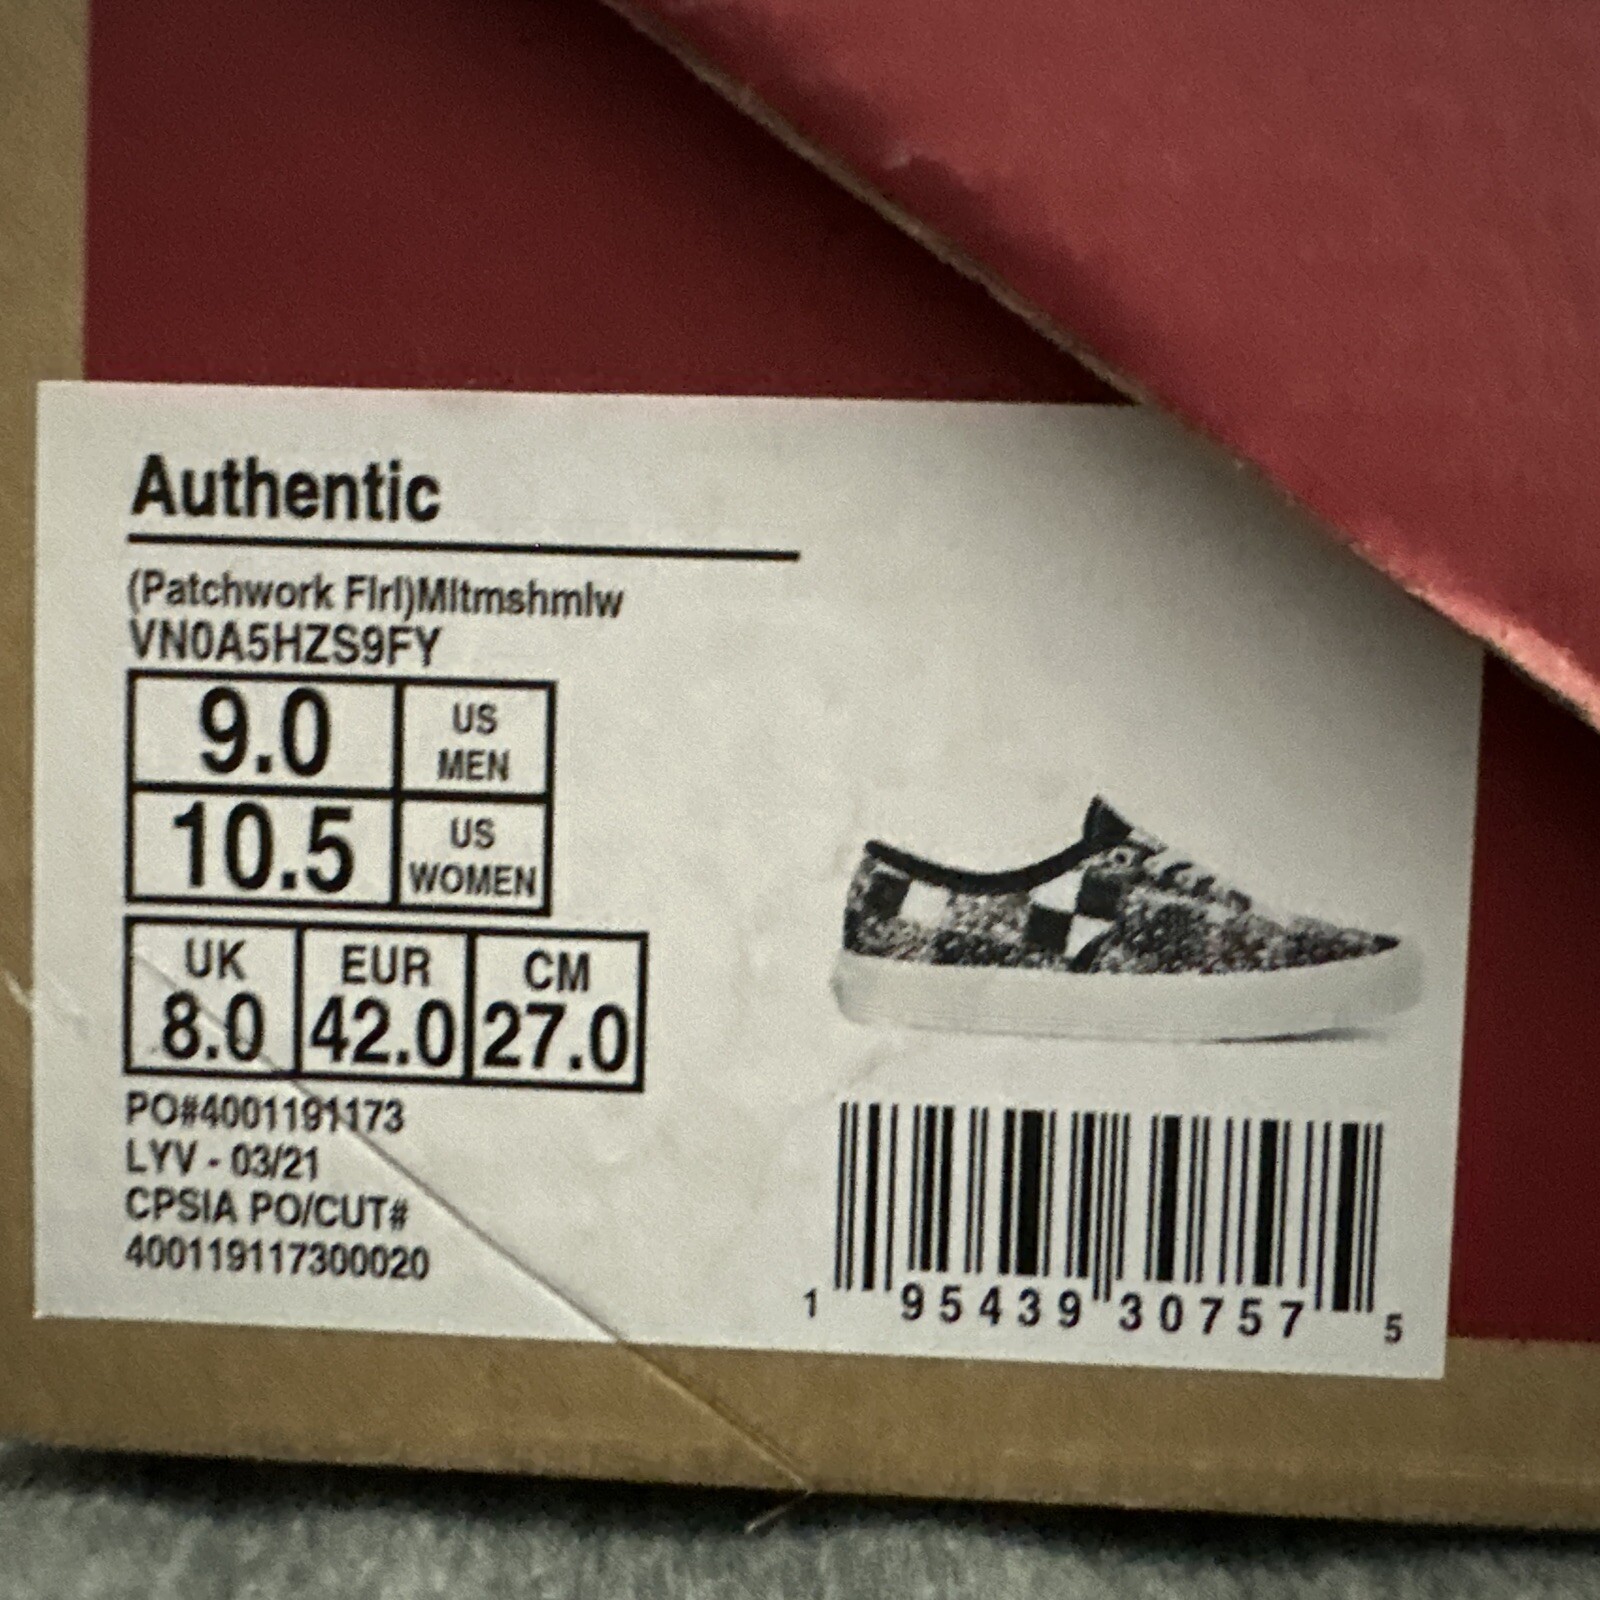 Authentic
(Patchwork Flrl)Mltmshmlw
VN0A5HZS9FY
9.0 US MEN
10.5 US WOMEN
UK EUR CM
8.0 42.0 27.0
PO#4001191173
LYV - 03/21
CPSIA PO/CUT#
400119117300020
1 95439 30757 5